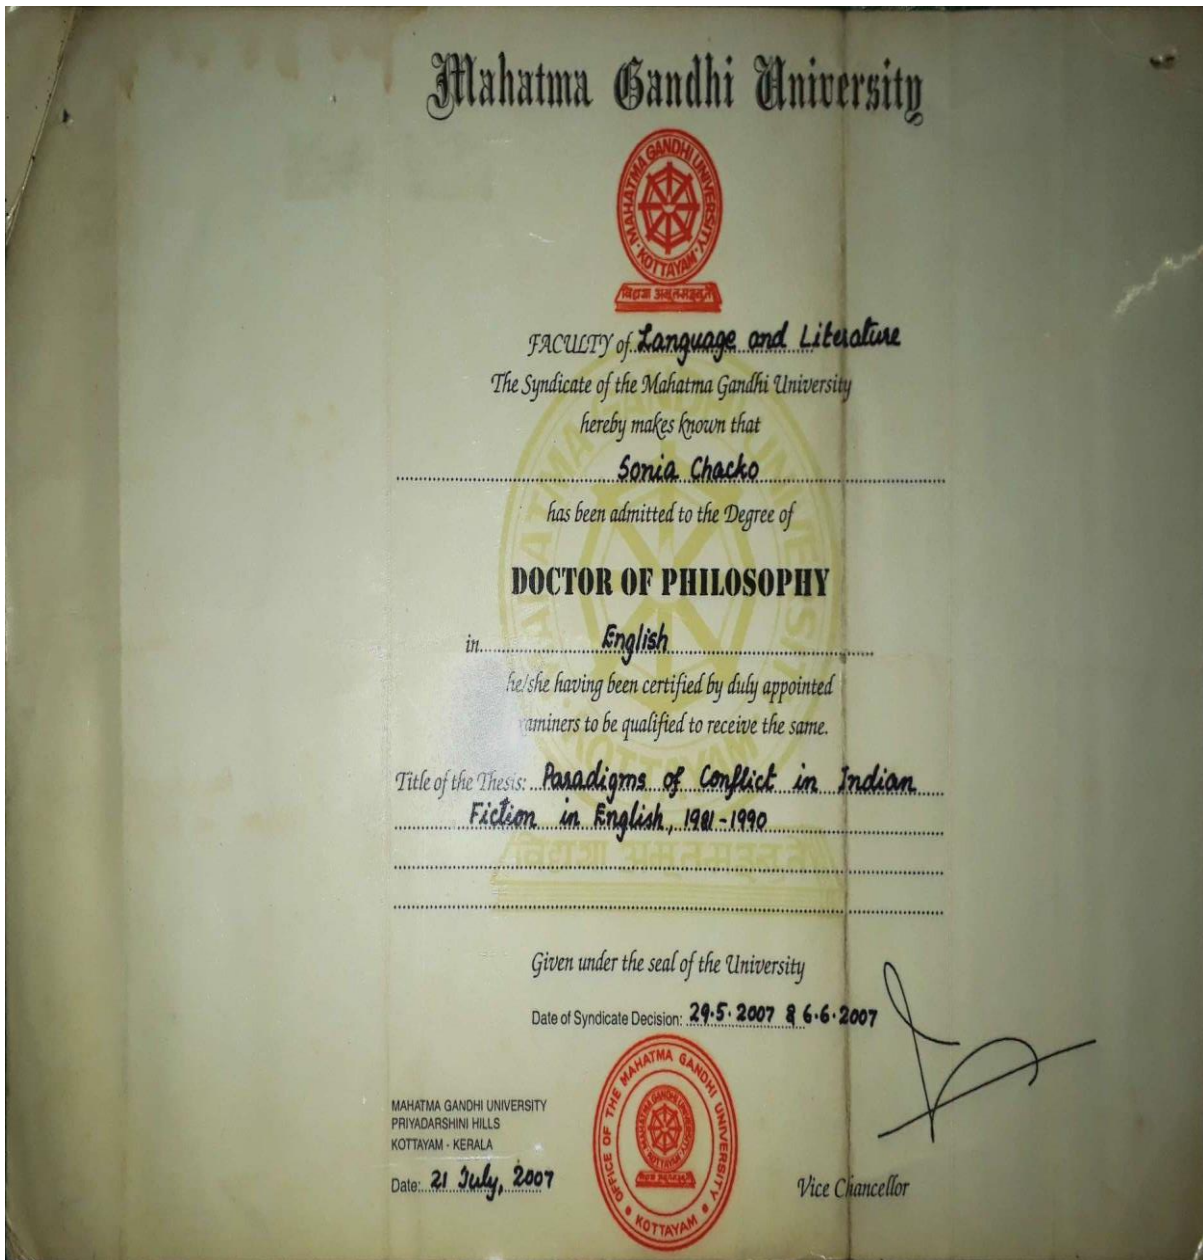 Mahatma Gandhi University
MAHATMA GANDHI UNIVERSITY
KOTTAYAM
विद्यया अमृतमश्नुते
FACULTY of Language and Literature
The Syndicate of the Mahatma Gandhi University
hereby makes known that
Sonia Chacko
has been admitted to the Degree of
DOCTOR OF PHILOSOPHY
in English
he/she having been certified by duly appointed
aminers to be qualified to receive the same.
Title of the Thesis: Paradigms of Conflict in Indian
Fiction in English, 1981-1990
Given under the seal of the University
Date of Syndicate Decision: 29.5.2007 & 6.6.2007
MAHATMA GANDHI UNIVERSITY
PRIYADARSHINI HILLS
KOTTAYAM - KERALA
Date: 21 July, 2007
OFFICE OF THE MAHATMA GANDHI UNIVERSITY
KOTTAYAM
Vice Chancellor